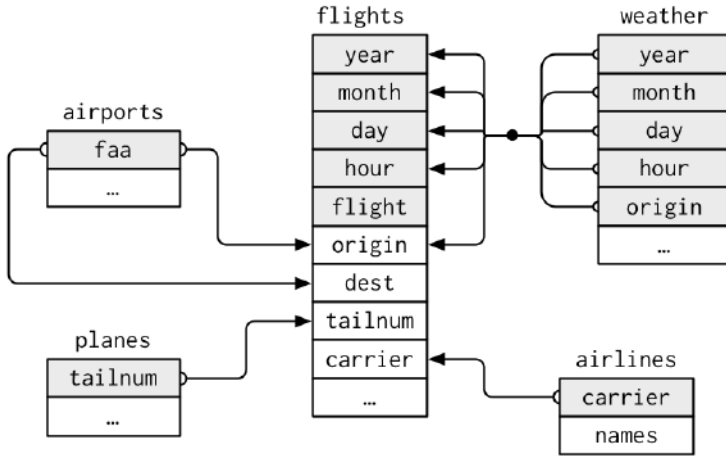 flights
year
month
day
hour
flight
origin
dest
tailnum
carrier
…
weather
year
month
day
hour
origin
…
airports
faa
…
planes
tailnum
…
airlines
carrier
names